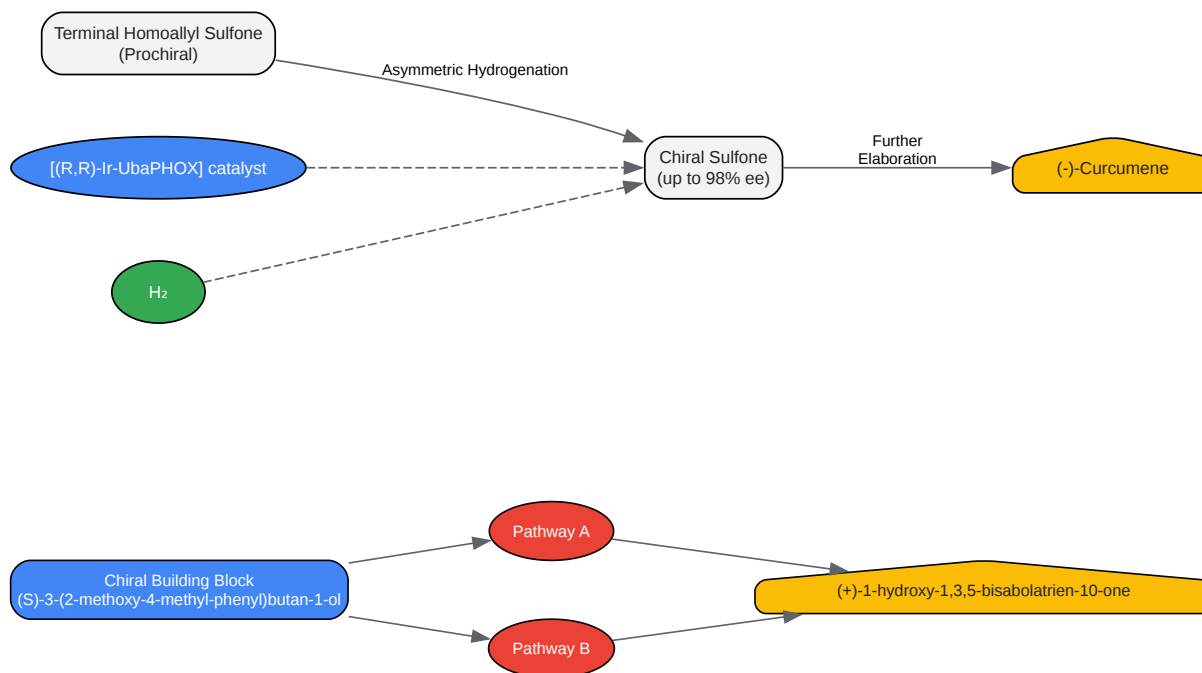 Terminal Homoallyl Sulfone
(Prochiral)
Asymmetric Hydrogenation
[(R,R)-Ir-UbaPHOX] catalyst
Chiral Sulfone
(up to 98% ee)
Further
Elaboration
(-)-Curcumene
H₂
Pathway A
Chiral Building Block
(S)-3-(2-methoxy-4-methyl-phenyl)butan-1-ol
(+)-1-hydroxy-1,3,5-bisabolatrien-10-one
Pathway B